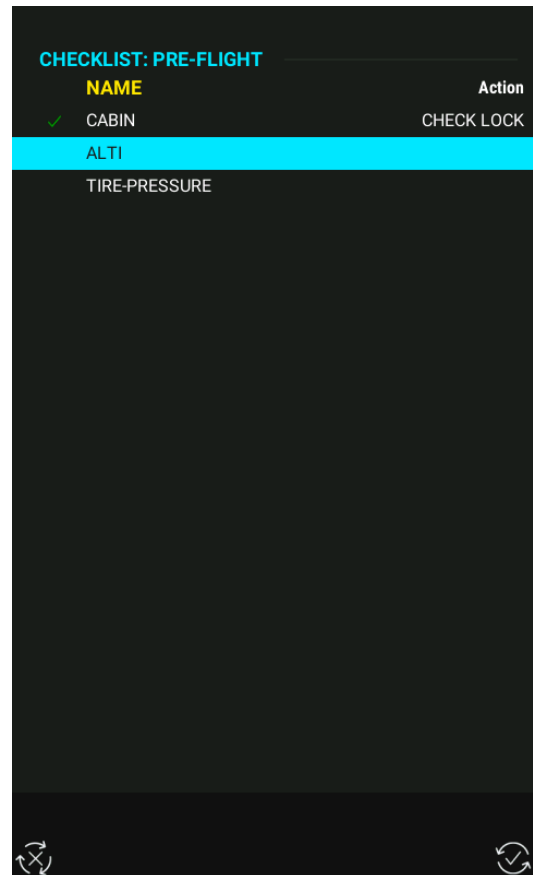 CHECKLIST: PRE-FLIGHT
NAME Action
CABIN CHECK LOCK
ALTI
TIRE-PRESSURE